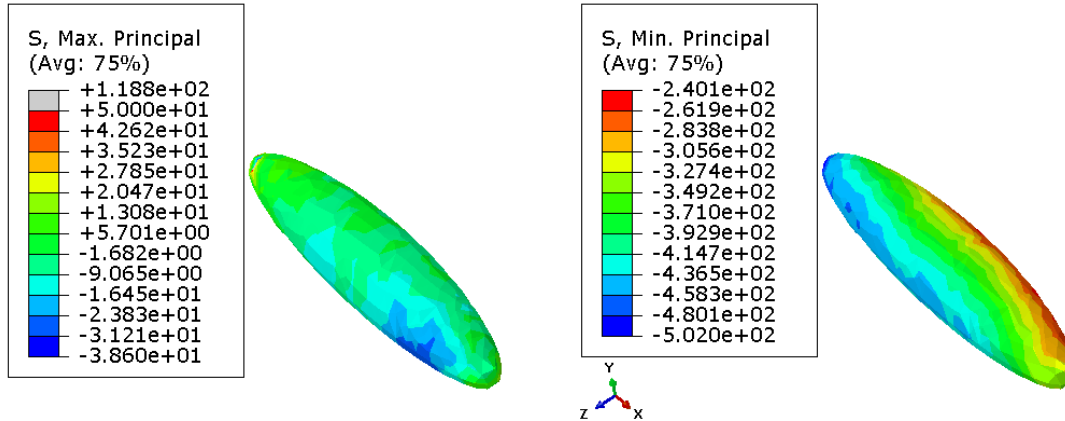 S, Max. Principal
(Avg: 75%)
+1.188e+02
+5.000e+01
+4.262e+01
+3.523e+01
+2.785e+01
+2.047e+01
+1.308e+01
+5.701e+00
-1.682e+00
-9.065e+00
-1.645e+01
-2.383e+01
-3.121e+01
-3.860e+01
S, Min. Principal
(Avg: 75%)
-2.401e+02
-2.619e+02
-2.838e+02
-3.056e+02
-3.274e+02
-3.492e+02
-3.710e+02
-3.929e+02
-4.147e+02
-4.365e+02
-4.583e+02
-4.801e+02
-5.020e+02
Y
Z
X